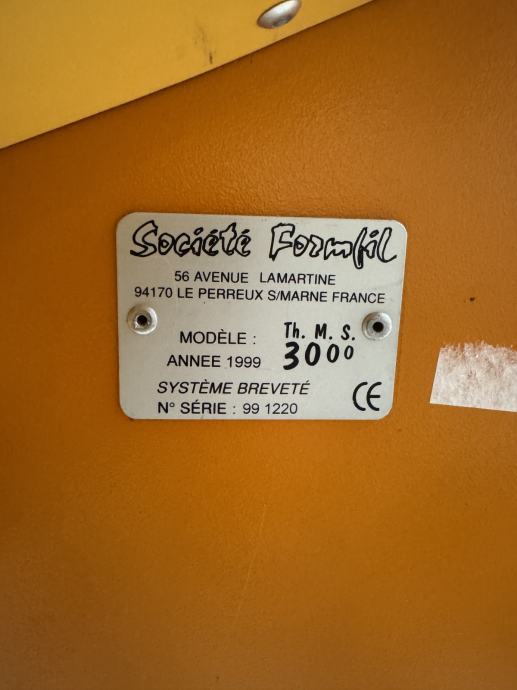 Société Formfil
56 AVENUE LAMARTINE
94170 LE PERREUX S/MARNE FRANCE
MODÈLE : Th. M. S.
ANNEE 1999 3000
SYSTÈME BREVETÉ
N° SÉRIE : 99 1220 CE